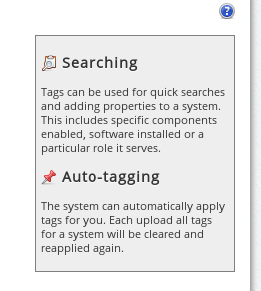 Searching
Tags can be used for quick searches
and adding properties to a system.
This includes specific components
enabled, software installed or a
particular role it serves.
Auto-tagging
The system can automatically apply
tags for you. Each upload all tags
for a system will be cleared and
reapplied again.